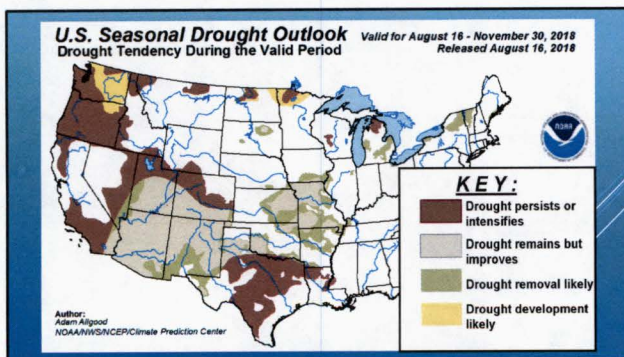 U.S. Seasonal Drought Outlook
Drought Tendency During the Valid Period
Valid for August 16 - November 30, 2018
Released August 16, 2018
noaa
KEY:
Drought persists or
intensifies
Drought remains but
improves
Drought removal likely
Drought development
likely
Author:
Adam Allgood
NOAA/NWS/NCEP/Climate Prediction Center